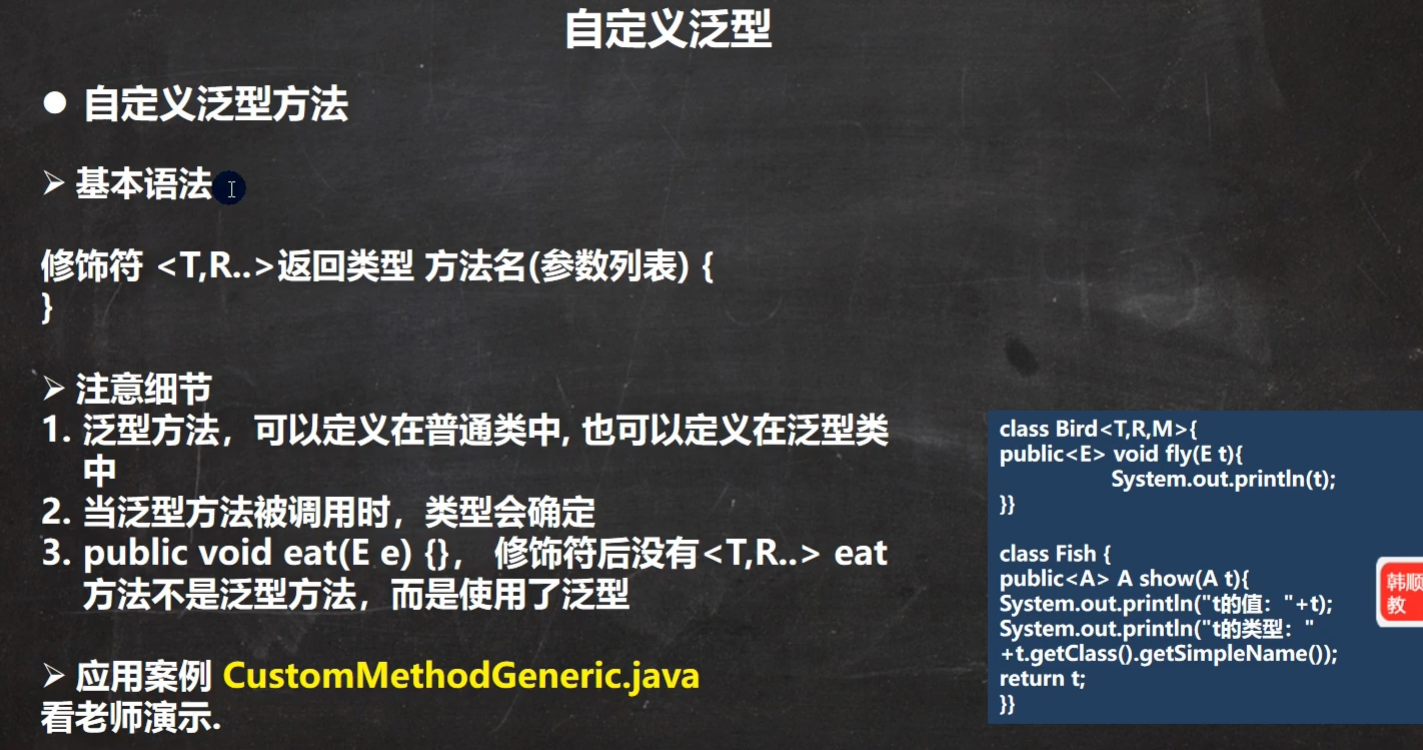 自定义泛型
● 自定义泛型方法
➢ 基本语法
修饰符 <T,R..>返回类型 方法名(参数列表) {
}
➢ 注意细节
1. 泛型方法，可以定义在普通类中, 也可以定义在泛型类
中
2. 当泛型方法被调用时，类型会确定
3. public void eat(E e) {}， 修饰符后没有<T,R..> eat
方法不是泛型方法，而是使用了泛型
➢ 应用案例 CustomMethodGeneric.java
看老师演示.
class Bird<T,R,M>{
public<E> void fly(E t){
System.out.println(t);
}}
class Fish {
public<A> A show(A t){
System.out.println("t的值："+t);
System.out.println("t的类型："
+t.getClass().getSimpleName());
return t;
}}
韩顺
教